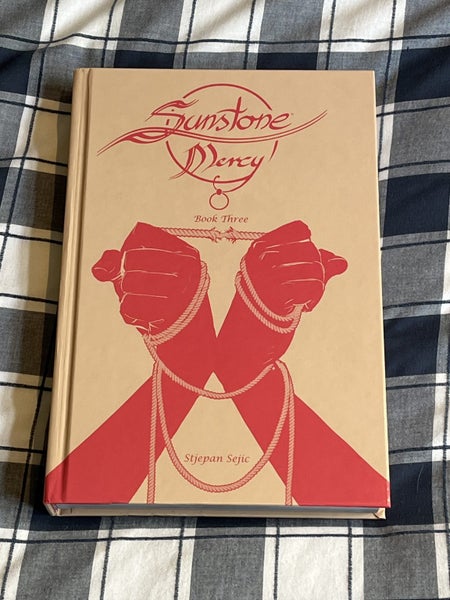 Sunstone
Mercy
Book Three
Stjepan Sejic